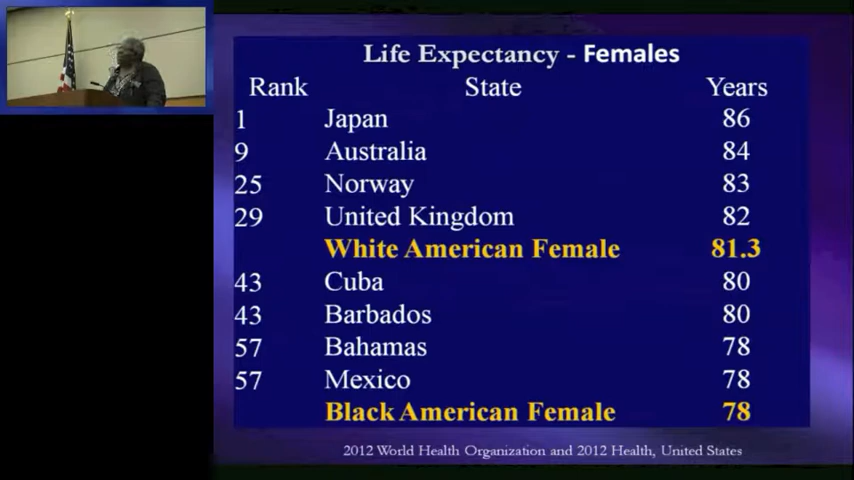 Life Expectancy - Females
Rank State Years
1 Japan 86
9 Australia 84
25 Norway 83
29 United Kingdom 82
White American Female 81.3
43 Cuba 80
43 Barbados 80
57 Bahamas 78
57 Mexico 78
Black American Female 78
2012 World Health Organization and 2012 Health, United States